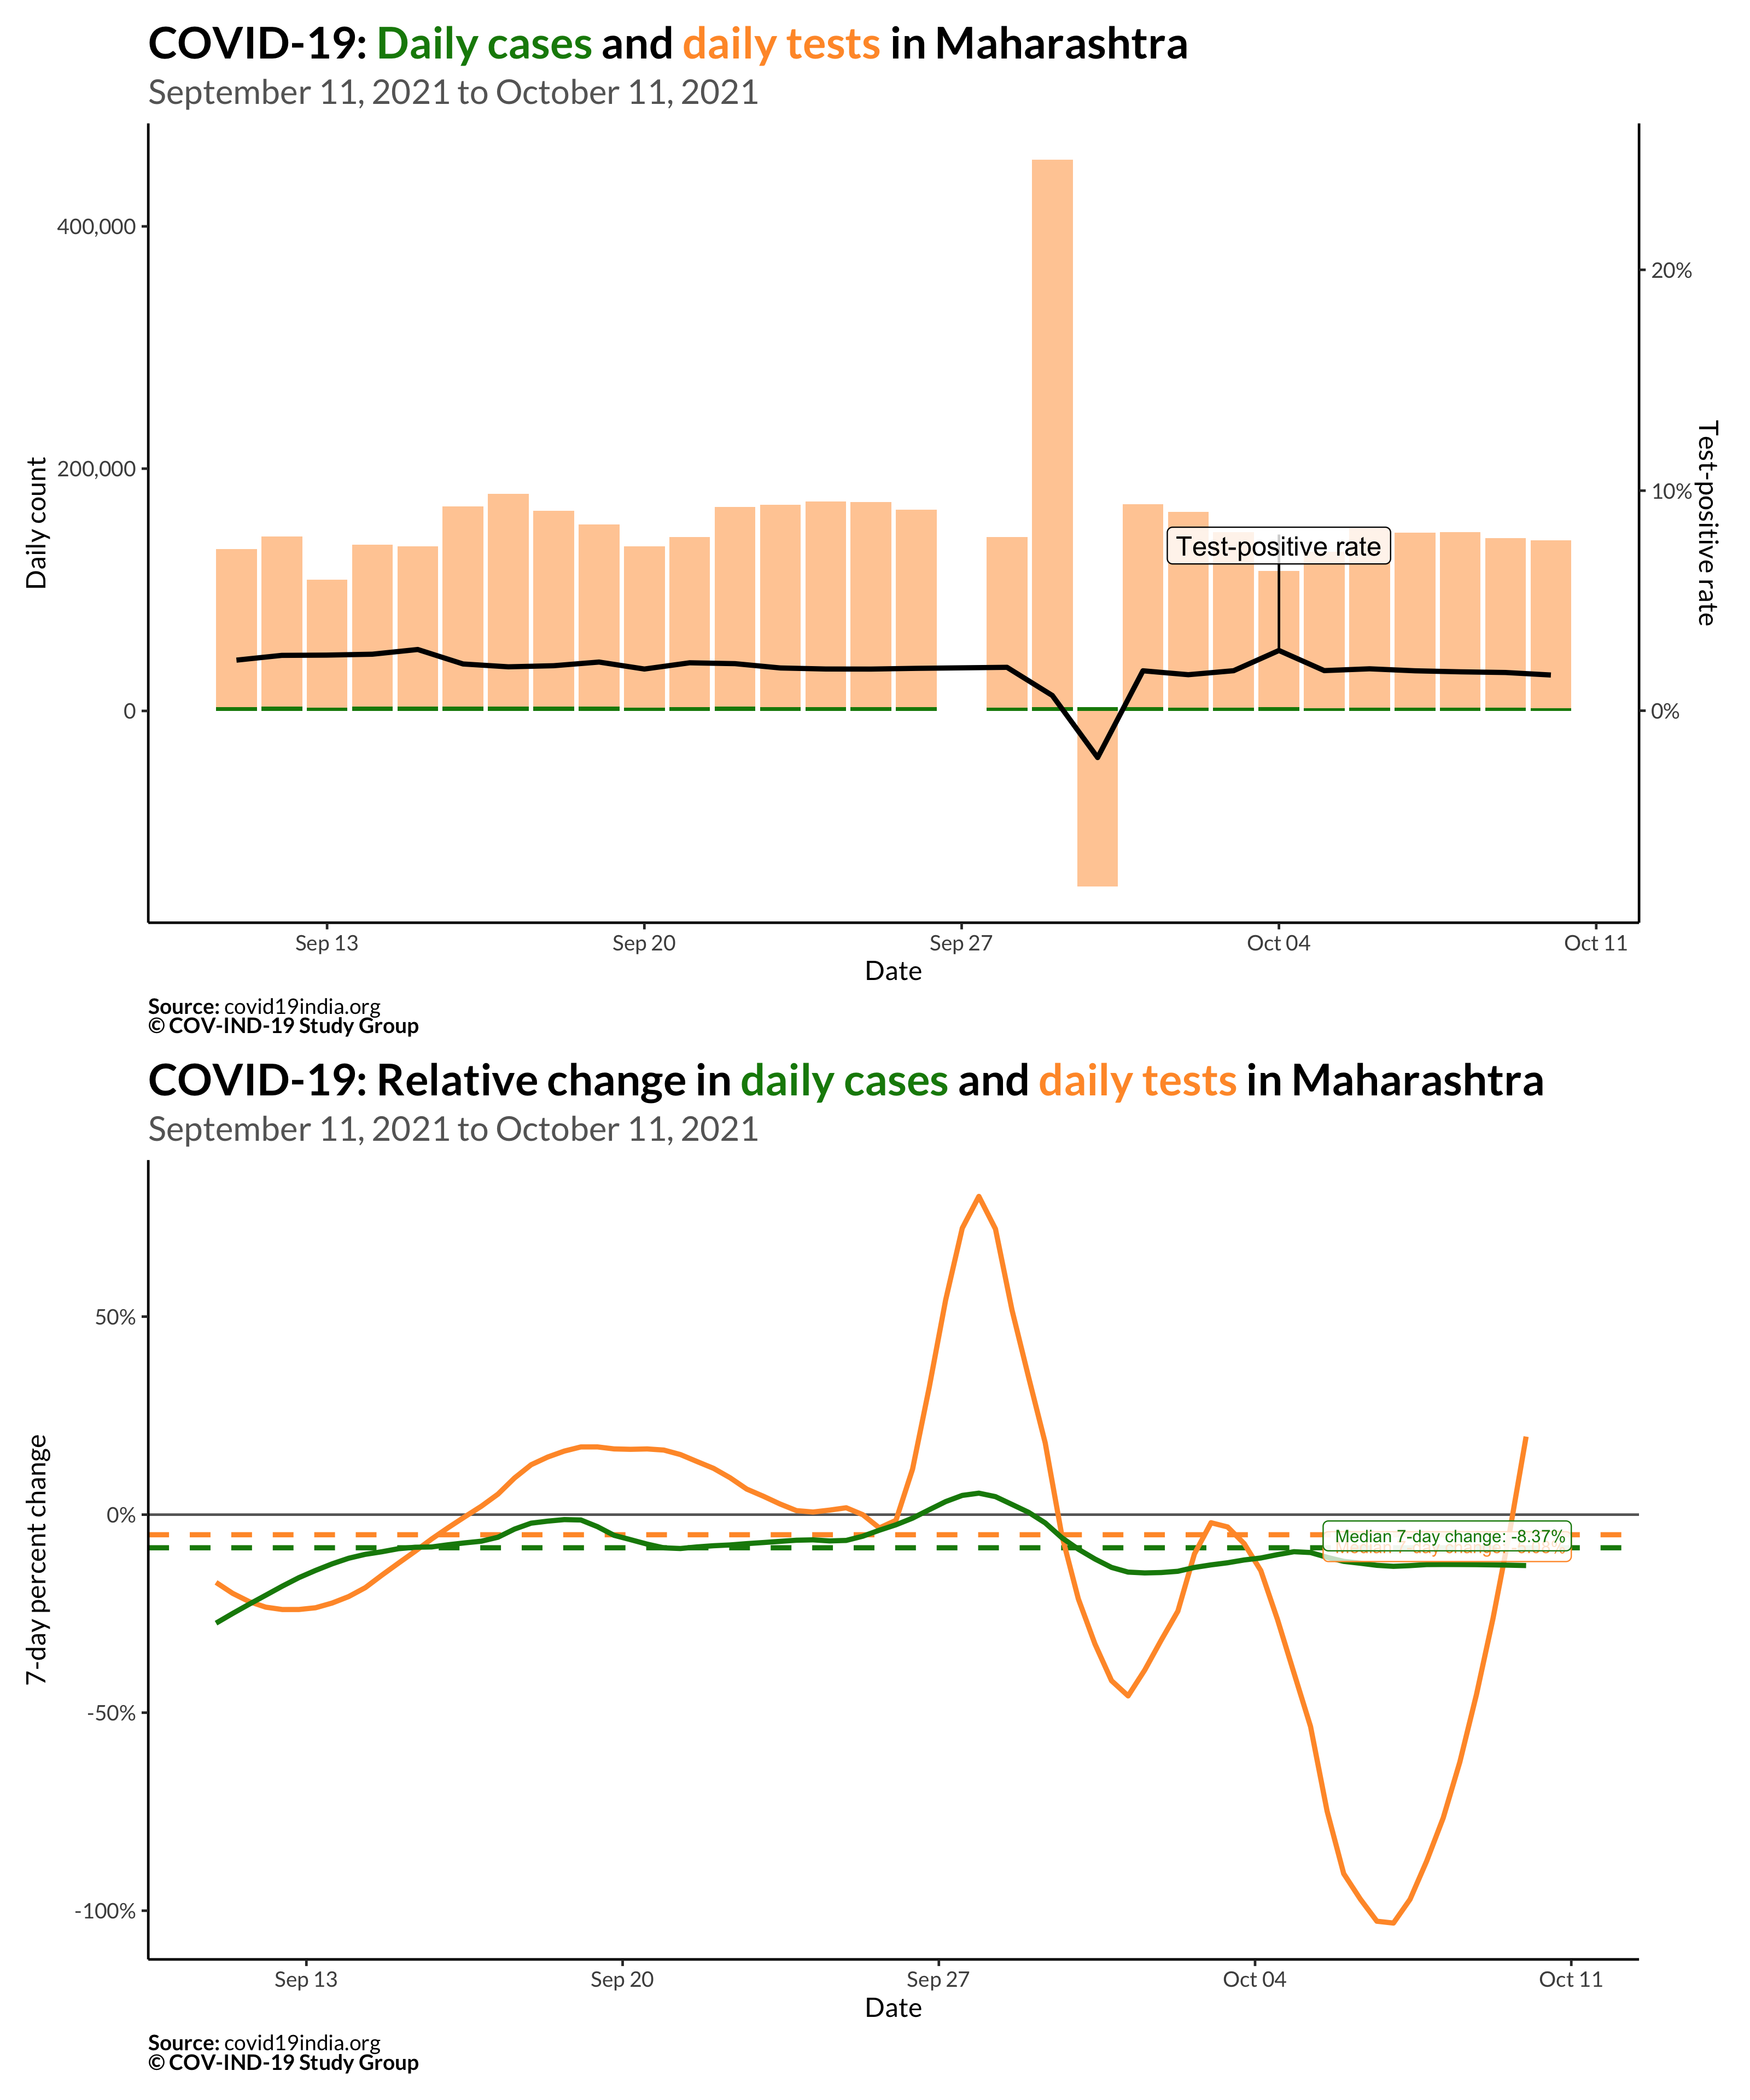 COVID-19: Daily cases and daily tests in Maharashtra
September 11, 2021 to October 11, 2021
400,000
200,000
0
Daily count
20%
10%
0%
Test-positive rate
Test-positive rate
Sep 13
Sep 20
Sep 27
Oct 04
Oct 11
Date
Source: covid19india.org
© COV-IND-19 Study Group
COVID-19: Relative change in daily cases and daily tests in Maharashtra
September 11, 2021 to October 11, 2021
50%
0%
-50%
-100%
7-day percent change
Median 7-day change: -8.37%
Median 7-day change:
Sep 13
Sep 20
Sep 27
Oct 04
Oct 11
Date
Source: covid19india.org
© COV-IND-19 Study Group